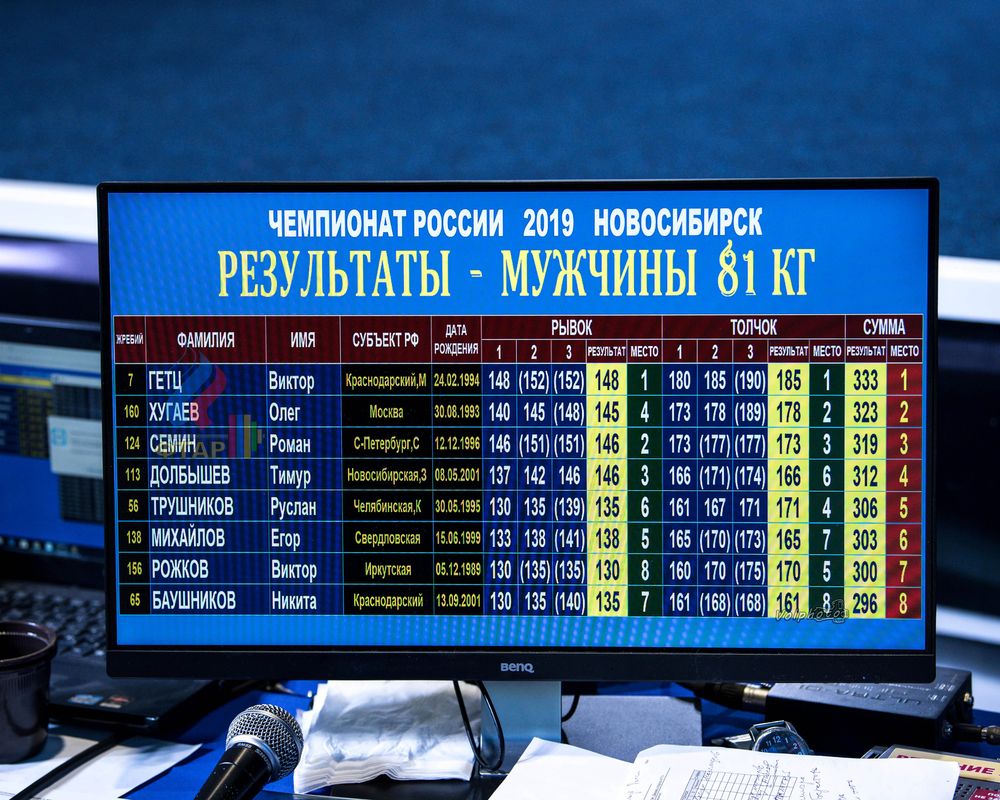 ЧЕМПИОНАТ РОССИИ 2019 НОВОСИБИРСК
РЕЗУЛЬТАТЫ - МУЖЧИНЫ 81 КГ
ЖРЕБИЙ ФАМИЛИЯ ИМЯ СУБЪЕКТ РФ ДАТА РОЖДЕНИЯ РЫВОК ТОЛЧОК СУММА
1 2 3 РЕЗУЛЬТАТ МЕСТО 1 2 3 РЕЗУЛЬТАТ МЕСТО РЕЗУЛЬТАТ МЕСТО
7 ГЕТЦ Виктор Краснодарский,М 24.02.1994 148 (152) (152) 148 1 180 185 (190) 185 1 333 1
160 ХУГАЕВ Олег Москва 30.08.1993 140 145 (148) 145 4 173 178 (189) 178 2 323 2
124 СЕМИН Роман С-Петербург,С 12.12.1996 146 (151) (151) 146 2 173 (177) (177) 173 3 319 3
113 ДОЛБЫШЕВ Тимур Новосибирская,З 08.05.2001 137 142 146 146 3 166 (171) (174) 166 6 312 4
56 ТРУШНИКОВ Руслан Челябинская,К 30.05.1995 130 135 (139) 135 6 161 167 171 171 4 306 5
138 МИХАЙЛОВ Егор Свердловская 15.06.1999 133 138 (141) 138 5 165 (170) (173) 165 7 303 6
156 РОЖКОВ Виктор Иркутская 05.12.1989 130 (135) (135) 130 8 160 170 (175) 170 5 300 7
65 БАУШНИКОВ Никита Краснодарский 13.09.2001 130 135 (140) 135 7 161 (168) (168) 161 8 296 8
BenQ